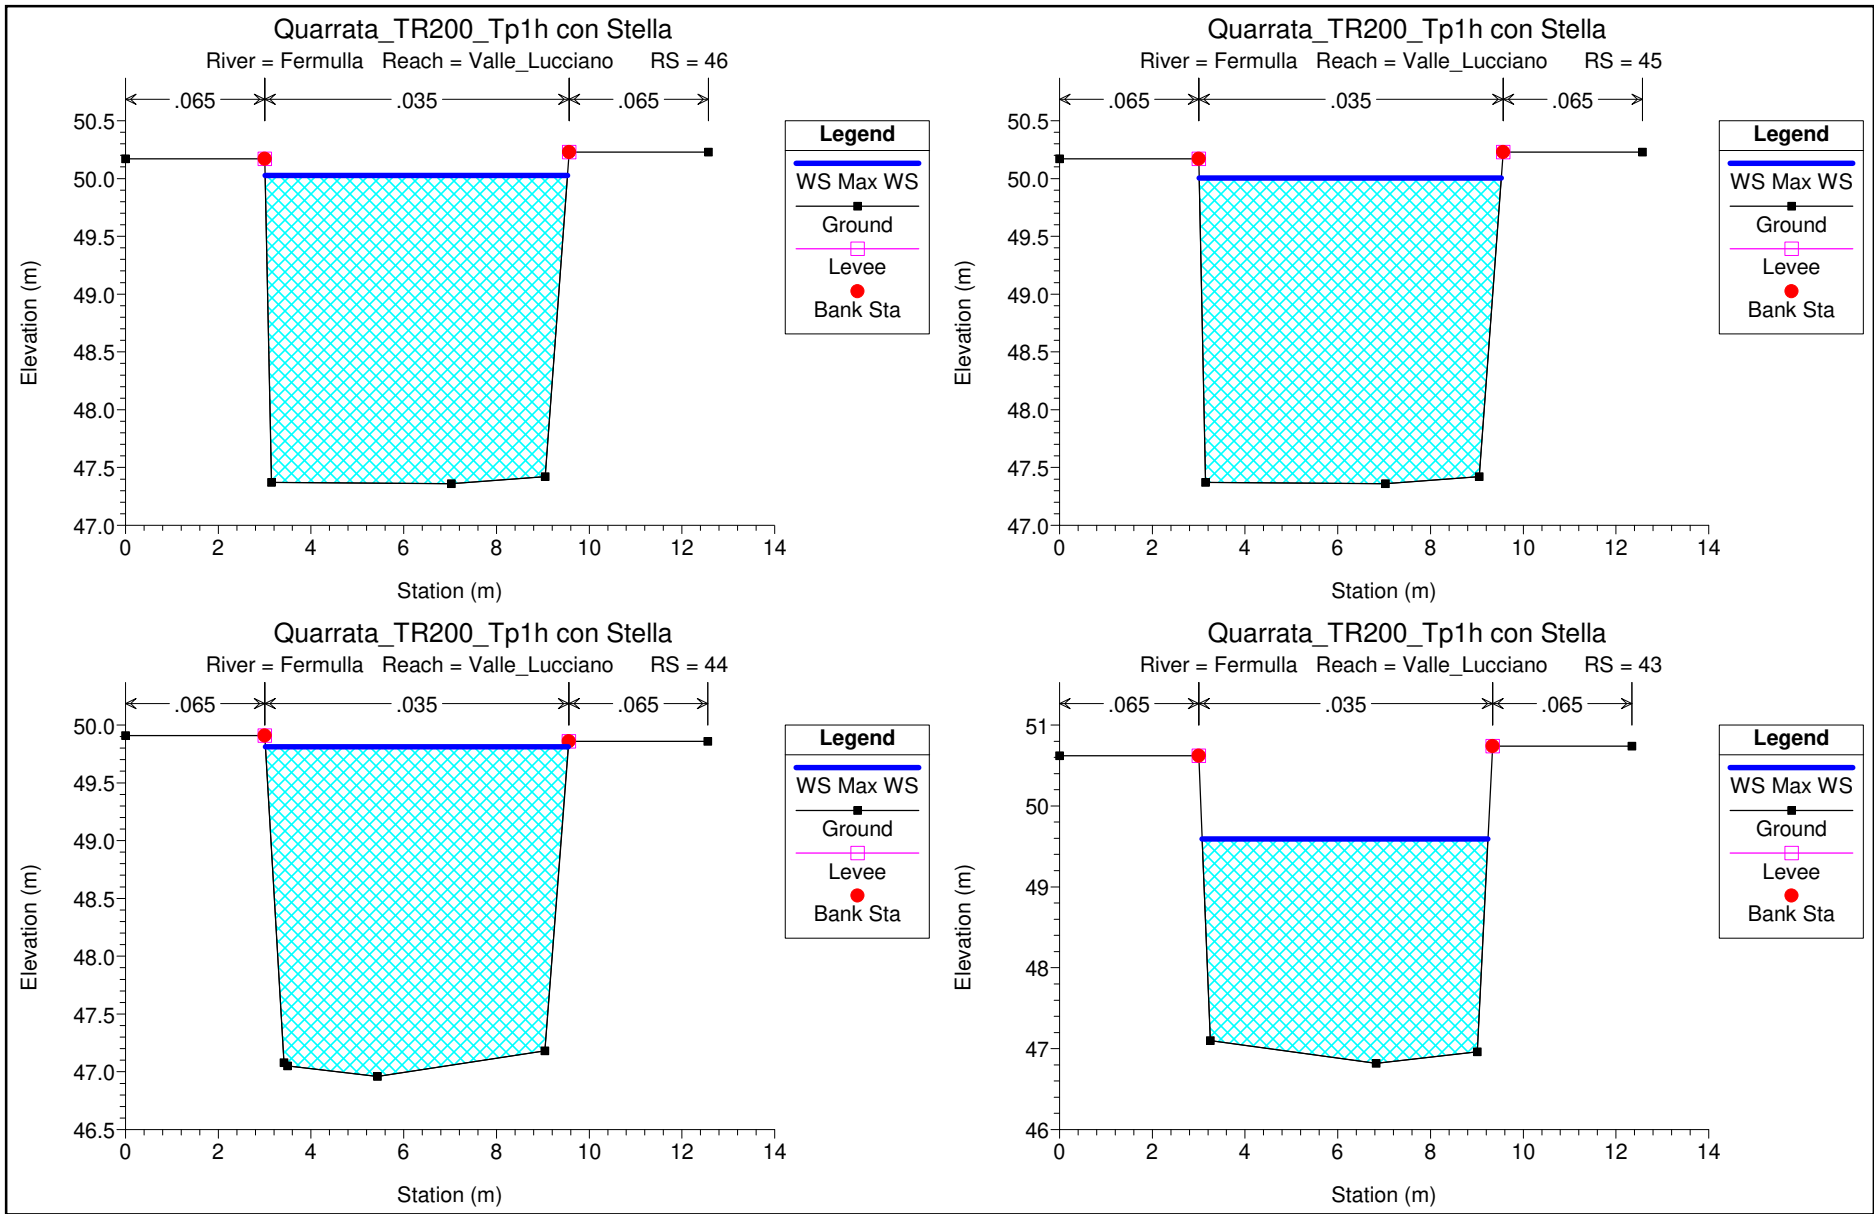 Quarrata_TR200_Tp1h con Stella
River = Fermulla Reach = Valle_Lucciano RS = 46
.065 .035 .065
50.5
50.0
49.5
49.0
48.5
48.0
47.5
47.0
Elevation (m)
0 2 4 6 8 10 12 14
Station (m)
Legend
WS Max WS
Ground
Levee
Bank Sta
Quarrata_TR200_Tp1h con Stella
River = Fermulla Reach = Valle_Lucciano RS = 45
.065 .035 .065
50.5
50.0
49.5
49.0
48.5
48.0
47.5
47.0
Elevation (m)
0 2 4 6 8 10 12 14
Station (m)
Legend
WS Max WS
Ground
Levee
Bank Sta
Quarrata_TR200_Tp1h con Stella
River = Fermulla Reach = Valle_Lucciano RS = 44
.065 .035 .065
50.0
49.5
49.0
48.5
48.0
47.5
47.0
46.5
Elevation (m)
0 2 4 6 8 10 12 14
Station (m)
Legend
WS Max WS
Ground
Levee
Bank Sta
Quarrata_TR200_Tp1h con Stella
River = Fermulla Reach = Valle_Lucciano RS = 43
.065 .035 .065
51
50
49
48
47
46
Elevation (m)
0 2 4 6 8 10 12 14
Station (m)
Legend
WS Max WS
Ground
Levee
Bank Sta